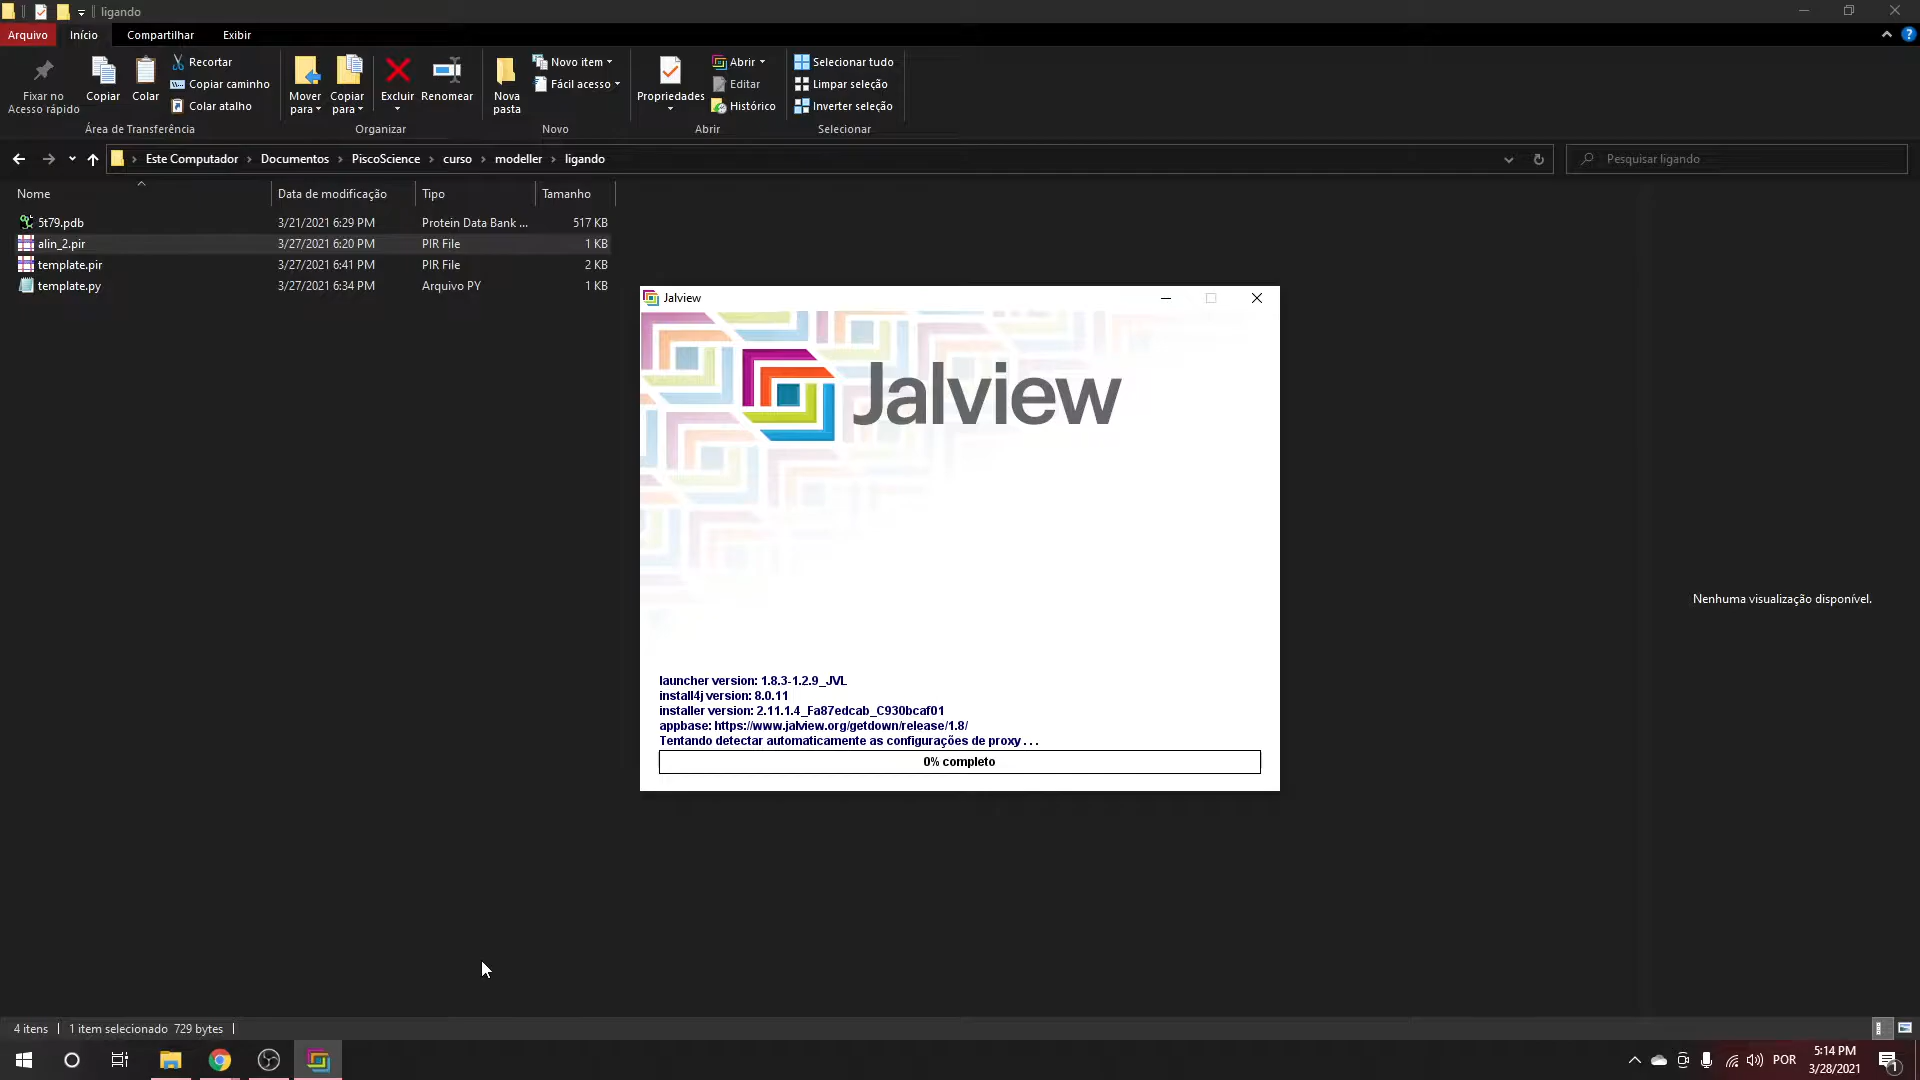 ligando
Arquivo Início Compartilhar Exibir
Fixar no Acesso rápido
Copiar
Colar
Recortar
Copiar caminho
Colar atalho
Área de Transferência
Mover para
Copiar para
Excluir
Renomear
Organizar
Nova pasta
Novo item
Fácil acesso
Novo
Propriedades
Abrir
Editar
Histórico
Abrir
Selecionar tudo
Limpar seleção
Inverter seleção
Selecionar
Este Computador Documentos PiscoScience curso modeller ligando
Pesquisar ligando
Nome Data de modificação Tipo Tamanho
5t79.pdb 3/21/2021 6:29 PM Protein Data Bank ... 517 KB
alin_2.pir 3/27/2021 6:20 PM PIR File 1 KB
template.pir 3/27/2021 6:41 PM PIR File 2 KB
template.py 3/27/2021 6:34 PM Arquivo PY 1 KB
Jalview
Jalview
launcher version: 1.8.3-1.2.9_JVL
install4j version: 8.0.11
installer version: 2.11.1.4_Fa87edcab_C930bcaf01
appbase: https://www.jalview.org/getdown/release/1.8/
Tentando detectar automaticamente as configurações de proxy . . .
0% completo
Nenhuma visualização disponível.
4 itens 1 item selecionado 729 bytes
POR
5:14 PM
3/28/2021
1